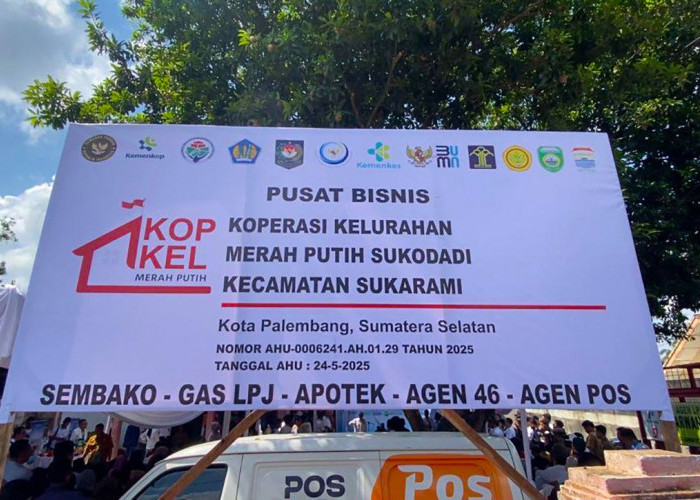 Kemenkop
Kemenkes
BUMN
PUSAT BISNIS
KOP
KEL
MERAH PUTIH
KOPERASI KELURAHAN
MERAH PUTIH SUKODADI
KECAMATAN SUKARAMI
Kota Palembang, Sumatera Selatan
NOMOR AHU-0006241.AH.01.29 TAHUN 2025
TANGGAL AHU : 24-5-2025
SEMBAKO - GAS LPJ - APOTEK - AGEN 46 - AGEN POS
POS
Pos